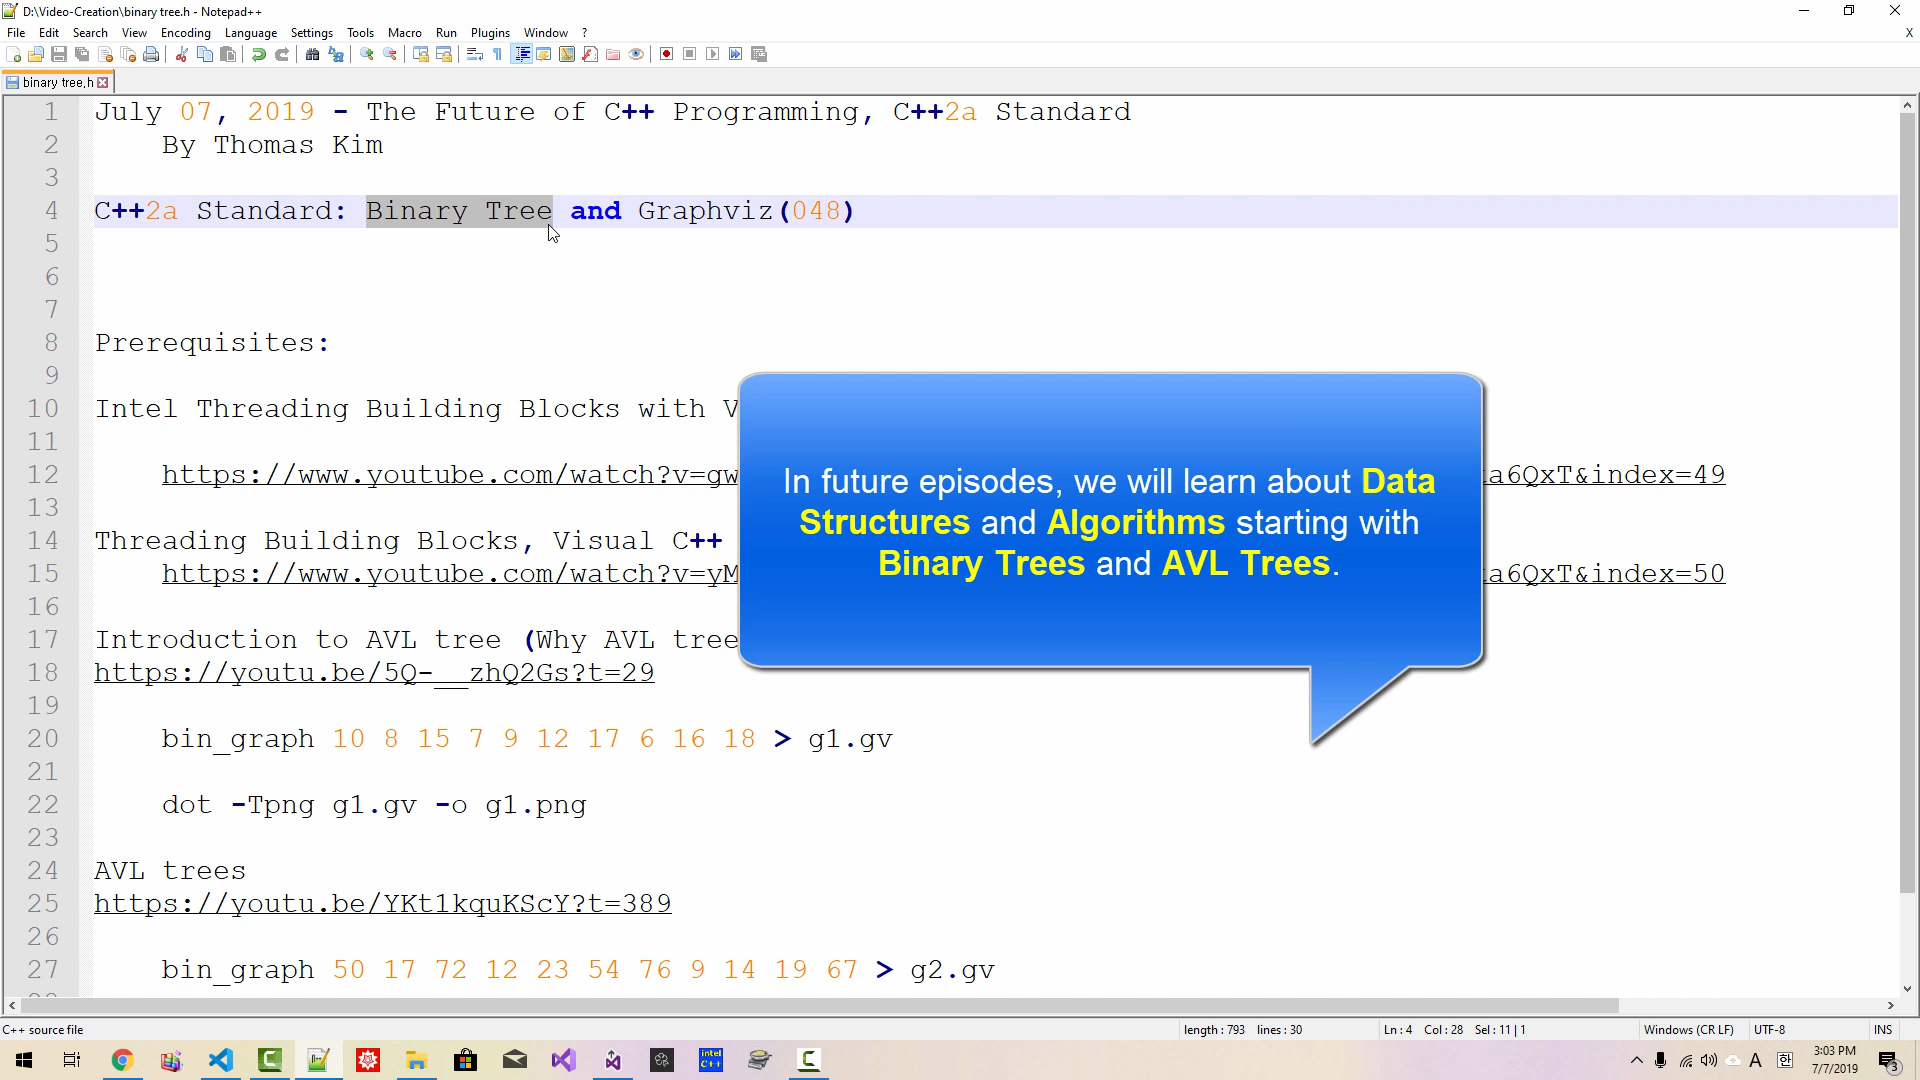 D:\Video-Creation\binary tree.h - Notepad++
File Edit Search View Encoding Language Settings Tools Macro Run Plugins Window ? X
binary tree.h
1 July 07, 2019 - The Future of C++ Programming, C++2a Standard
2 By Thomas Kim
3
4 C++2a Standard: Binary Tree and Graphviz(048)
5
6
7
8 Prerequisites:
9
10 Intel Threading Building Blocks with V
11
12 https://www.youtube.com/watch?v=gw a6QxT&index=49
13
14 Threading Building Blocks, Visual C++
15 https://www.youtube.com/watch?v=yM a6QxT&index=50
16
17 Introduction to AVL tree (Why AVL tree
18 https://youtu.be/5Q-__zhQ2Gs?t=29
19
20 bin_graph 10 8 15 7 9 12 17 6 16 18 > g1.gv
21
22 dot -Tpng g1.gv -o g1.png
23
24 AVL trees
25 https://youtu.be/YKt1kquKScY?t=389
26
27 bin_graph 50 17 72 12 23 54 76 9 14 19 67 > g2.gv
In future episodes, we will learn about Data
Structures and Algorithms starting with
Binary Trees and AVL Trees.
C++ source file length : 793 lines : 30 Ln : 4 Col : 28 Sel : 11 | 1 Windows (CR LF) UTF-8 INS
intel
C++
A 한 3:03 PM
7/7/2019
3